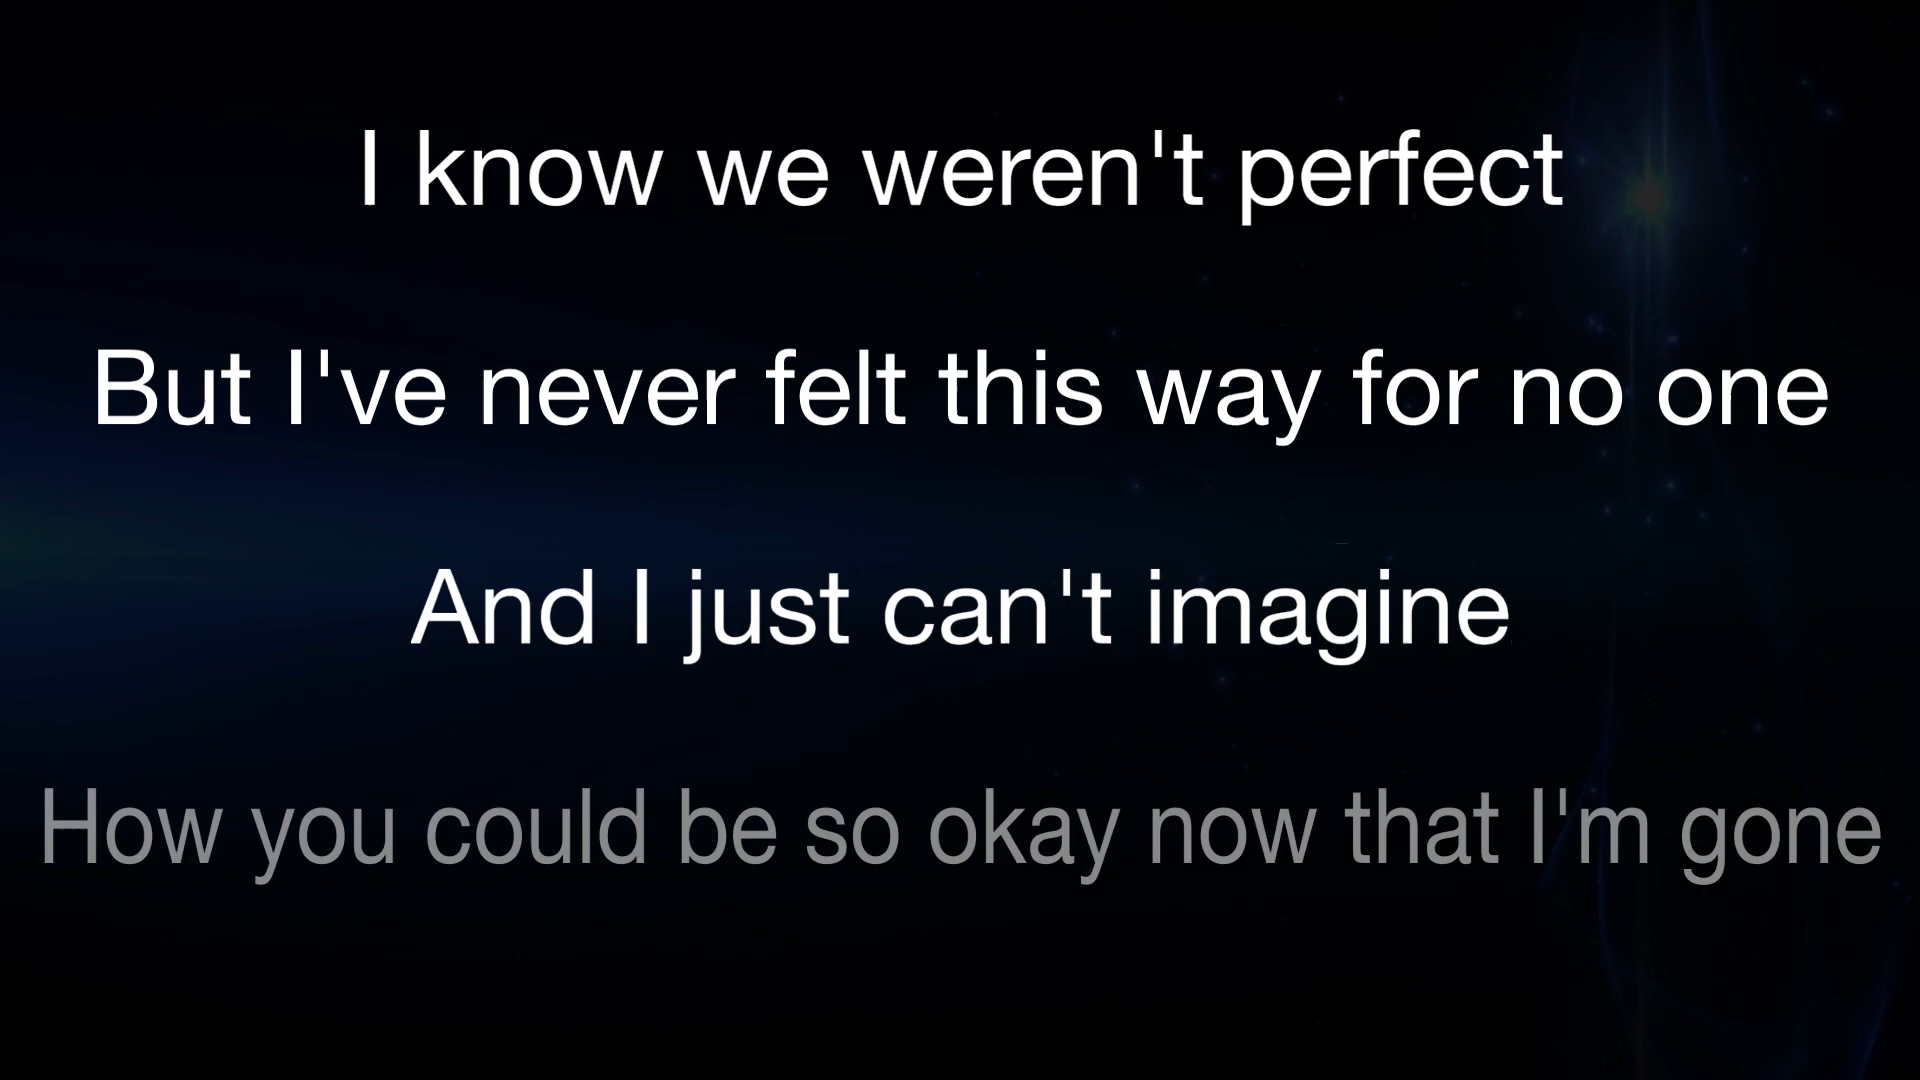 I know we weren't perfect
But I've never felt this way for no one
And I just can't imagine
How you could be so okay now that I'm gone